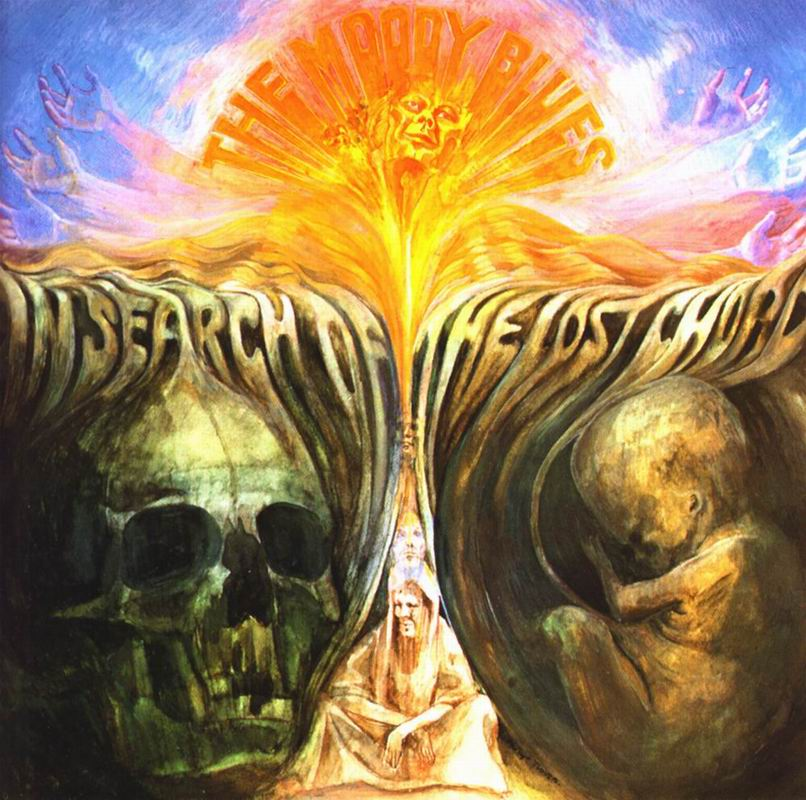 THE MOODY BLUES
IN SEARCH OF THE LOST CHORD